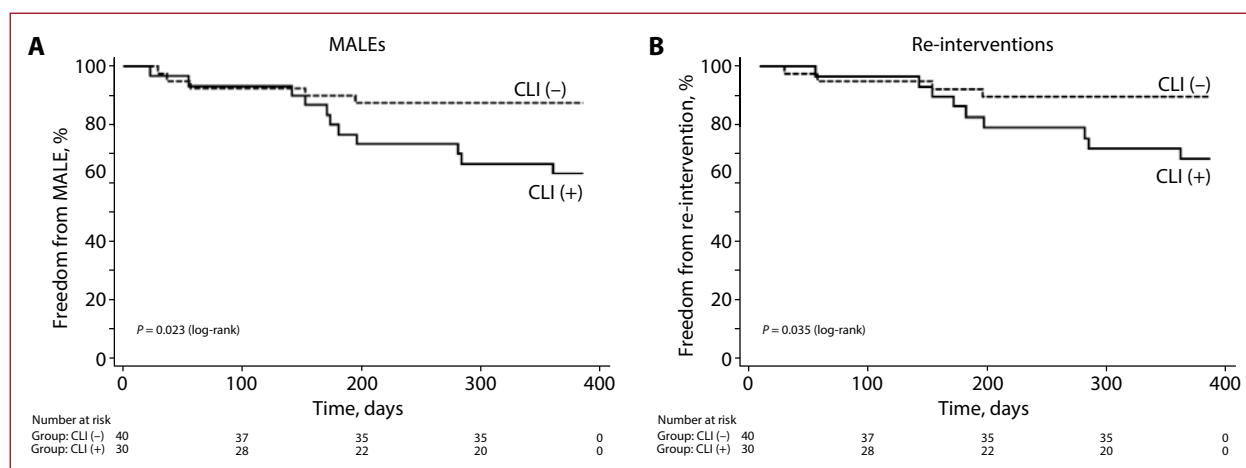 A
MALEs
Freedom from MALE, %
100
80
60
40
20
0
CLI (–)
CLI (+)
P = 0.023 (log-rank)
0 100 200 300 400
Time, days
Number at risk
Group: CLI (–) 40 37 35 35 0
Group: CLI (+) 30 28 22 20 0
B
Re-interventions
Freedom from re-intervention, %
100
80
60
40
20
0
CLI (–)
CLI (+)
P = 0.035 (log-rank)
0 100 200 300 400
Time, days
Number at risk
Group: CLI (–) 40 37 35 35 0
Group: CLI (+) 30 28 22 20 0